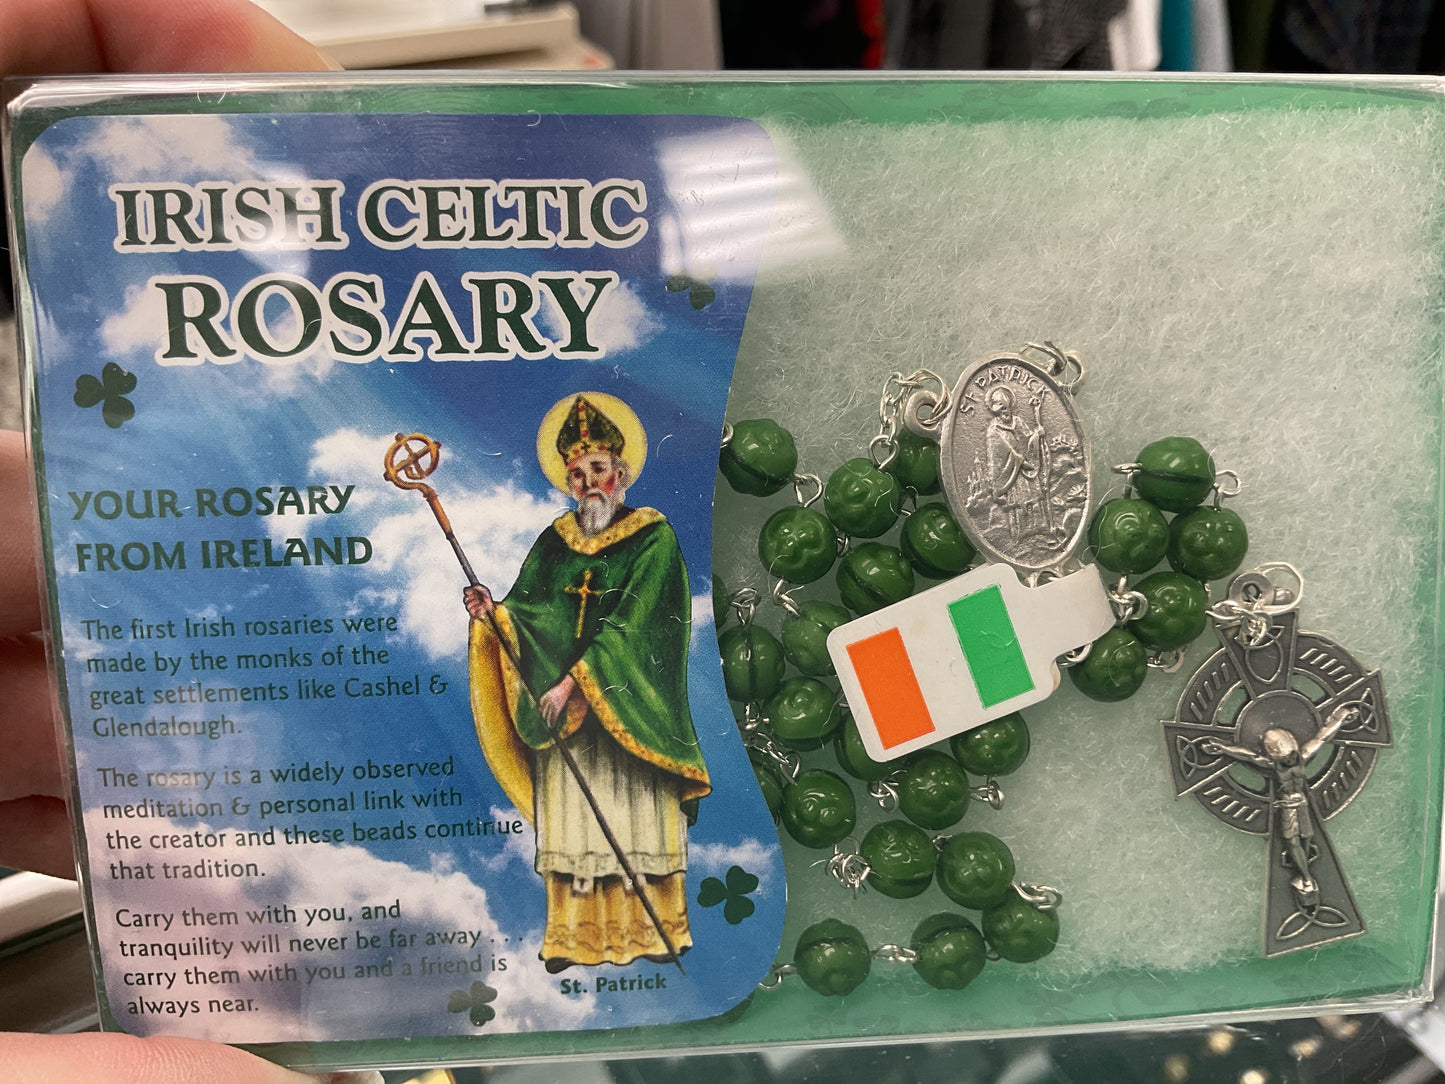 IRISH CELTIC
ROSARY
YOUR ROSARY
FROM IRELAND
The first Irish rosaries were
made by the monks of the
great settlements like Cashel &
Glendalough.
The rosary is a widely observed
meditation & personal link with
the creator and these beads continue
that tradition.
Carry them with you, and
tranquility will never be far away . . .
carry them with you and a friend is
always near.
St. Patrick
ST PATRICK